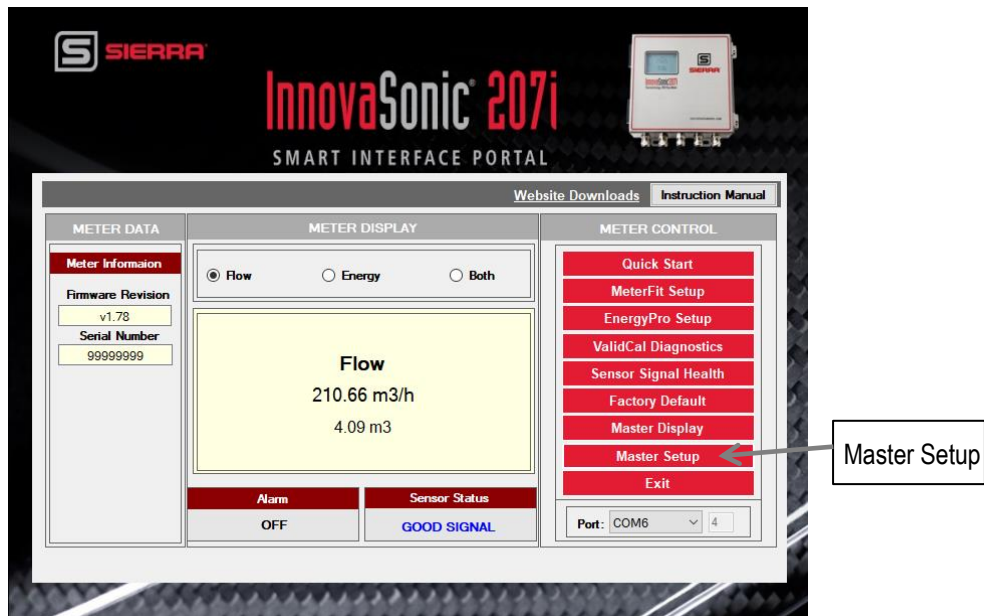 SIERRA
InnovaSonic® 207i
SMART INTERFACE PORTAL
Website Downloads
Instruction Manual
METER DATA
Meter Informaion
Firmware Revision
v1.78
Serial Number
99999999
METER DISPLAY
Flow
Energy
Both
Flow
210.66 m3/h
4.09 m3
Alarm
OFF
Sensor Status
GOOD SIGNAL
METER CONTROL
Quick Start
MeterFit Setup
EnergyPro Setup
ValidCal Diagnostics
Sensor Signal Health
Factory Default
Master Display
Master Setup
Exit
Port: COM6 4
Master Setup